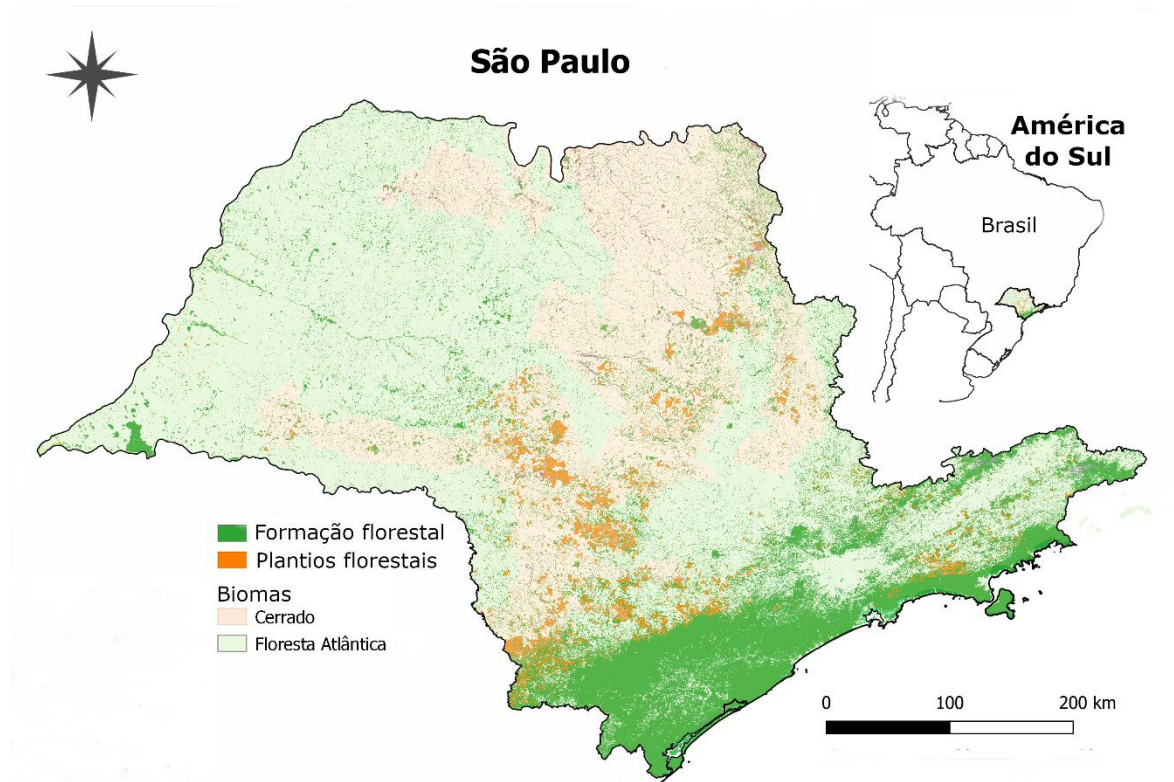 São Paulo
América
do Sul
Brasil
Formação florestal
Plantios florestais
Biomas
Cerrado
Floresta Atlântica
0 100 200 km